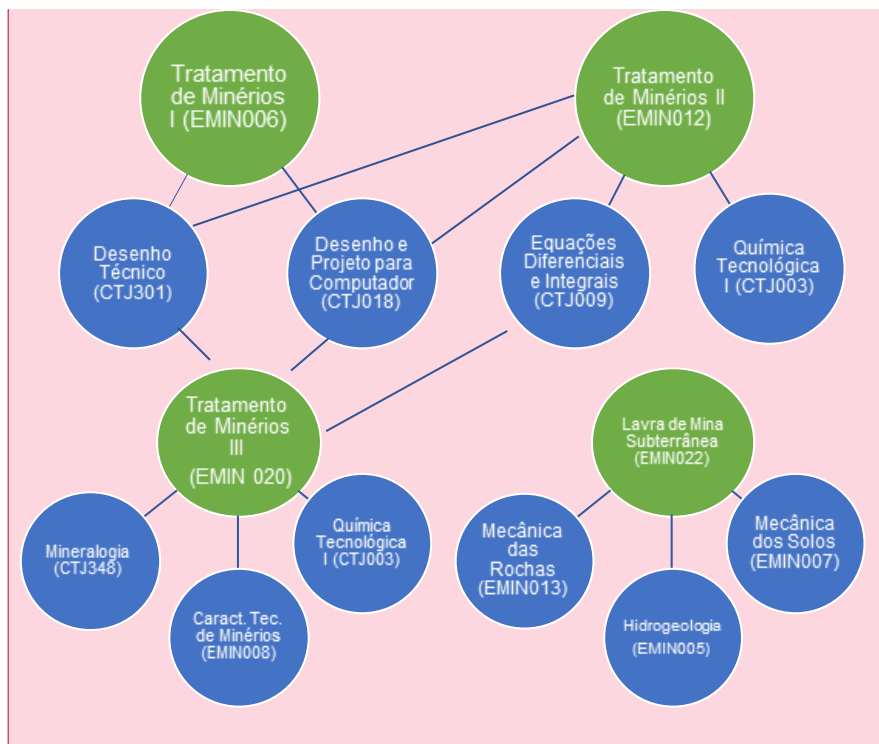 Tratamento
de Minérios
I (EMIN006)
Tratamento
de Minérios II
(EMIN012)
Desenho
Técnico
(CTJ301)
Desenho e
Projeto para
Computador
(CTJ018)
Equações
Diferenciais
e Integrais
(CTJ009)
Química
Tecnológica
I (CTJ003)
Tratamento
de Minérios
III
(EMIN 020)
Lavra de Mina
Subterrânea
(EMIN022)
Mineralogia
(CTJ348)
Caract. Tec.
de Minérios
(EMIN008)
Química
Tecnológica
I (CTJ003)
Mecânica
das
Rochas
(EMIN013)
Hidrogeologia
(EMIN005)
Mecânica
dos Solos
(EMIN007)